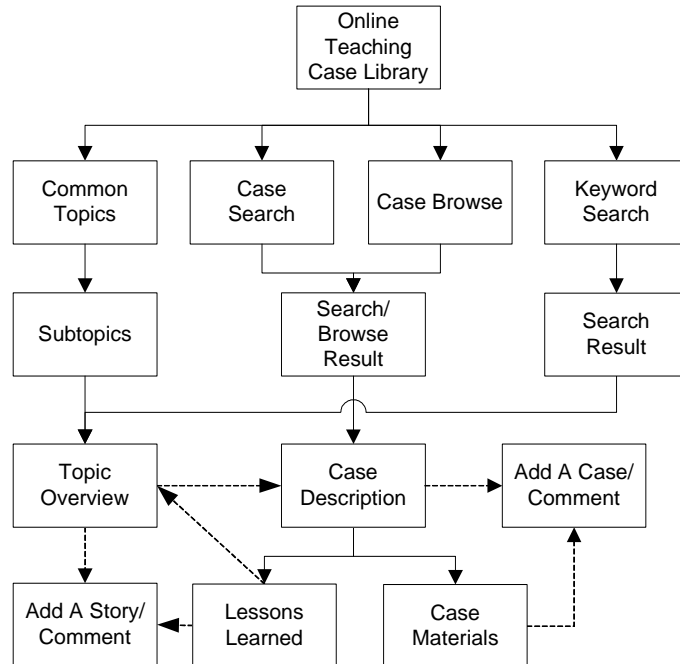 Online
Teaching
Case Library
Common
Topics
Case
Search
Case Browse
Keyword
Search
Subtopics
Search/
Browse
Result
Search
Result
Topic
Overview
Case
Description
Add A Case/
Comment
Add A Story/
Comment
Lessons
Learned
Case
Materials